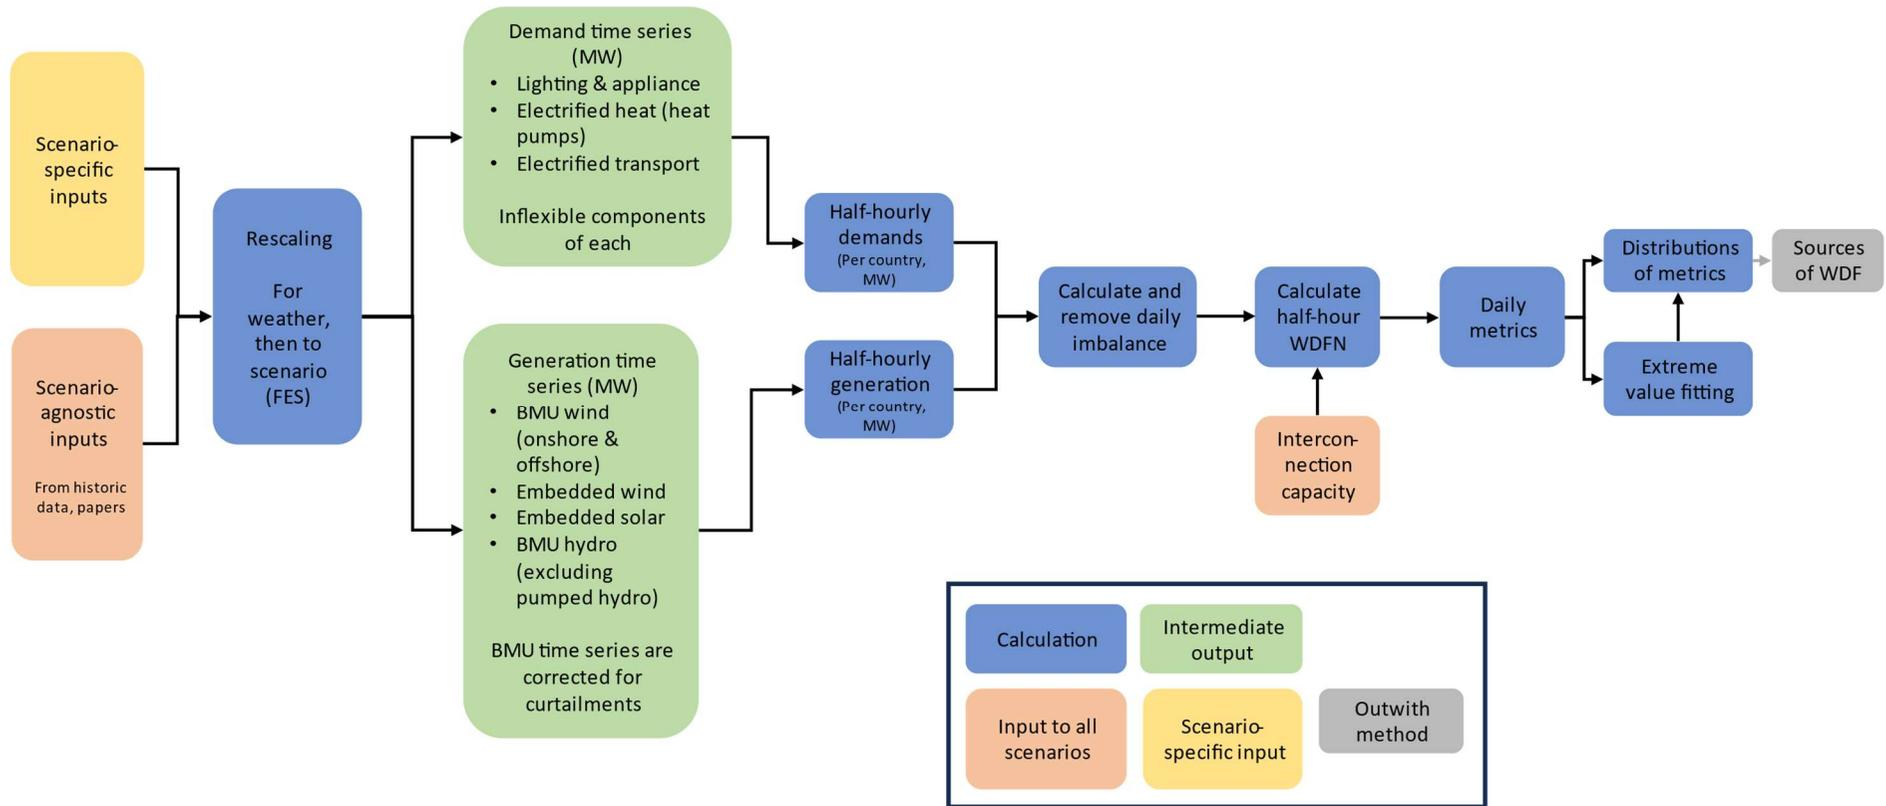 Scenario-
specific
inputs
Scenario-
agnostic
inputs
From historic
data, papers
Rescaling
For
weather,
then to
scenario
(FES)
Demand time series
(MW)
• Lighting & appliance
• Electrified heat (heat
pumps)
• Electrified transport
Inflexible components
of each
Generation time
series (MW)
• BMU wind
(onshore &
offshore)
• Embedded wind
• Embedded solar
• BMU hydro
(excluding
pumped hydro)
BMU time series are
corrected for
curtailments
Half-hourly
demands
(Per country,
MW)
Half-hourly
generation
(Per country,
MW)
Calculate and
remove daily
imbalance
Calculate
half-hour
WDFN
Intercon-
nection
capacity
Daily
metrics
Distributions
of metrics
Extreme
value fitting
Sources
of WDF
Calculation
Intermediate
output
Input to all
scenarios
Scenario-
specific input
Outwith
method